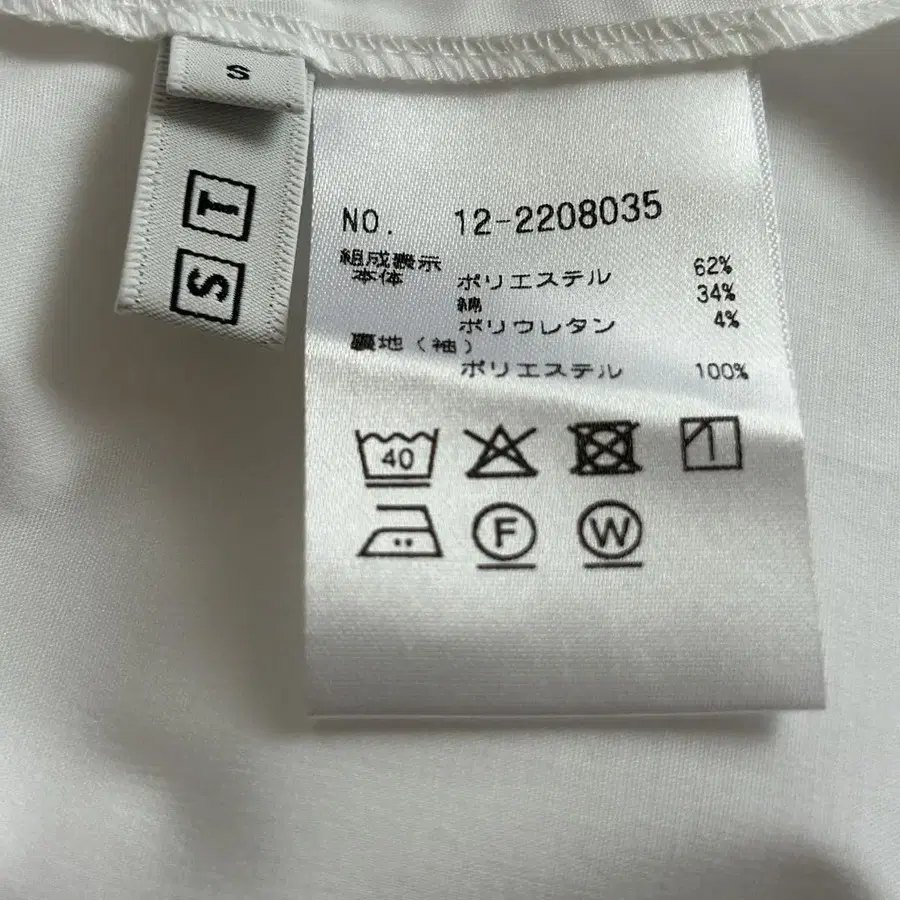 S
T
S
NO. 12-2208035
組成表示
本体 ポリエステル 62%
綿 34%
ポリウレタン 4%
裏地(袖)
ポリエステル 100%
40
F W